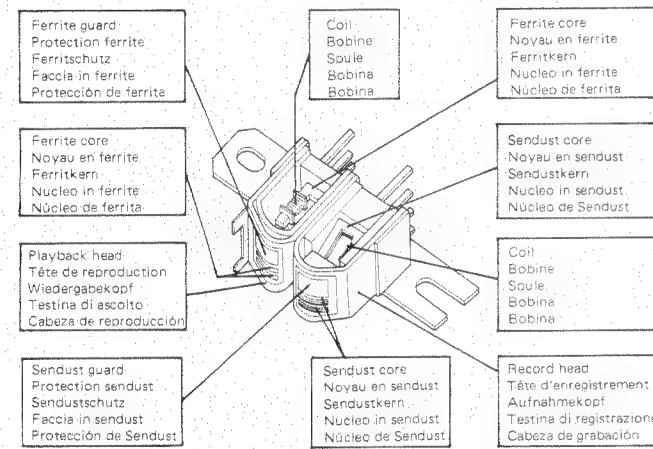 Ferrite guard
Protection ferrite
Ferritschutz
Faccia in ferrite
Protección de ferrita
Coil
Bobine
Spule
Bobina
Bobina
Ferrite core
Noyau en ferrite
Ferritkern
Nucleo in ferrite
Núcleo de ferrita
Ferrite core
Noyau en ferrite
Ferritkern
Nucleo in ferrite
Núcleo de ferrita
Sendust core
Noyau en sendust
Sendustkern
Nucleo in sendust
Núcleo de Sendust
Playback head
Tête de reproduction
Wiedergabekopf
Testina di ascolto
Cabeza de reproducción
Coil
Bobine
Soule
Bobina
Bobina
Sendust guard
Protection sendust
Sendustschutz
Faccia in sendust
Protección de Sendust
Sendust core
Noyau en sendust
Sendustkern
Nucleo in sendust
Núcleo de Sendust
Record head
Tête d'enregistrement
Aufnahmekopf
Testina di registrazione
Cabeza de grabación